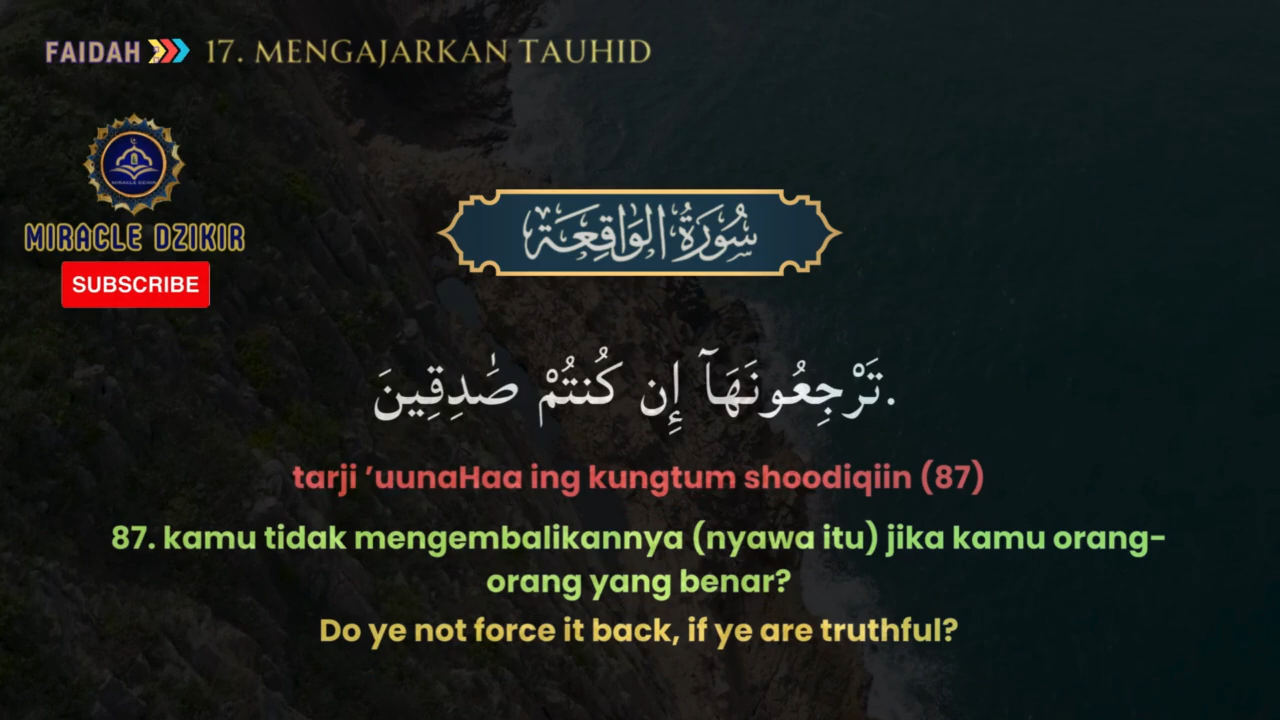 FAIDAH 17. MENGAJARKAN TAUHID
MIRACLE DZIKIR
MIRACLE DZIKIR
SUBSCRIBE
سُورَةُ الوَاقِعَة
تَرْجِعُونَهَآ إِن كُنتُمْ صَٰدِقِينَ.
tarji ’uunaHaa ing kungtum shoodiqiin (87)
87. kamu tidak mengembalikannya (nyawa itu) jika kamu orang-
orang yang benar?
Do ye not force it back, if ye are truthful?